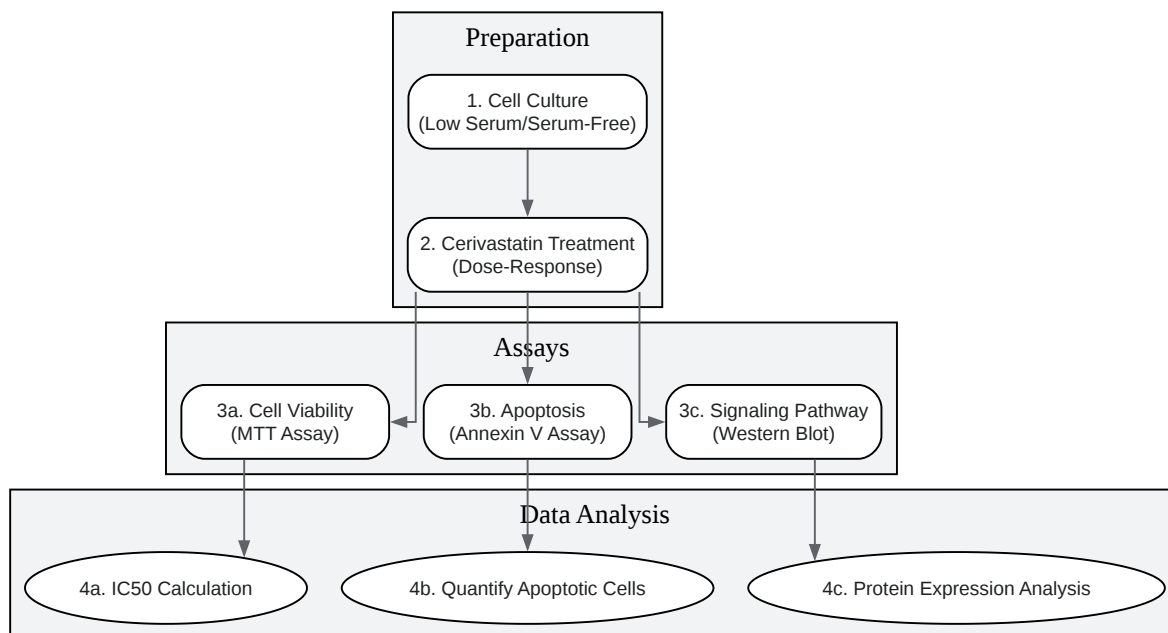 Preparation
1. Cell Culture
(Low Serum/Serum-Free)
2. Cerivastatin Treatment
(Dose-Response)
Assays
3a. Cell Viability
(MTT Assay)
3b. Apoptosis
(Annexin V Assay)
3c. Signaling Pathway
(Western Blot)
Data Analysis
4a. IC50 Calculation
4b. Quantify Apoptotic Cells
4c. Protein Expression Analysis